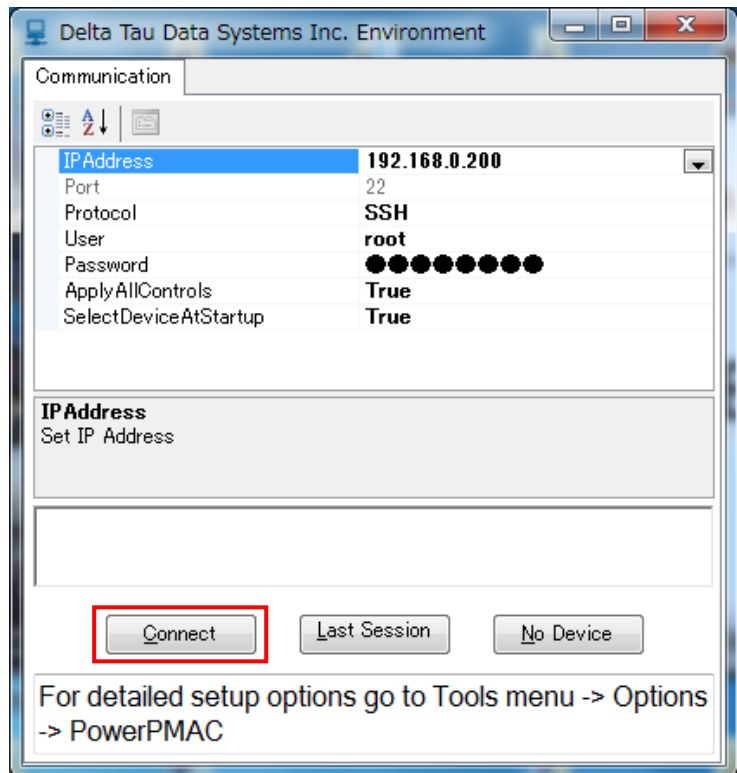 Delta Tau Data Systems Inc. Environment
Communication
IPAddress 192.168.0.200
Port 22
Protocol SSH
User root
Password ●●●●●●●●
ApplyAllControls True
SelectDeviceAtStartup True
IPAddress
Set IP Address
Connect Last Session No Device
For detailed setup options go to Tools menu -> Options
-> PowerPMAC